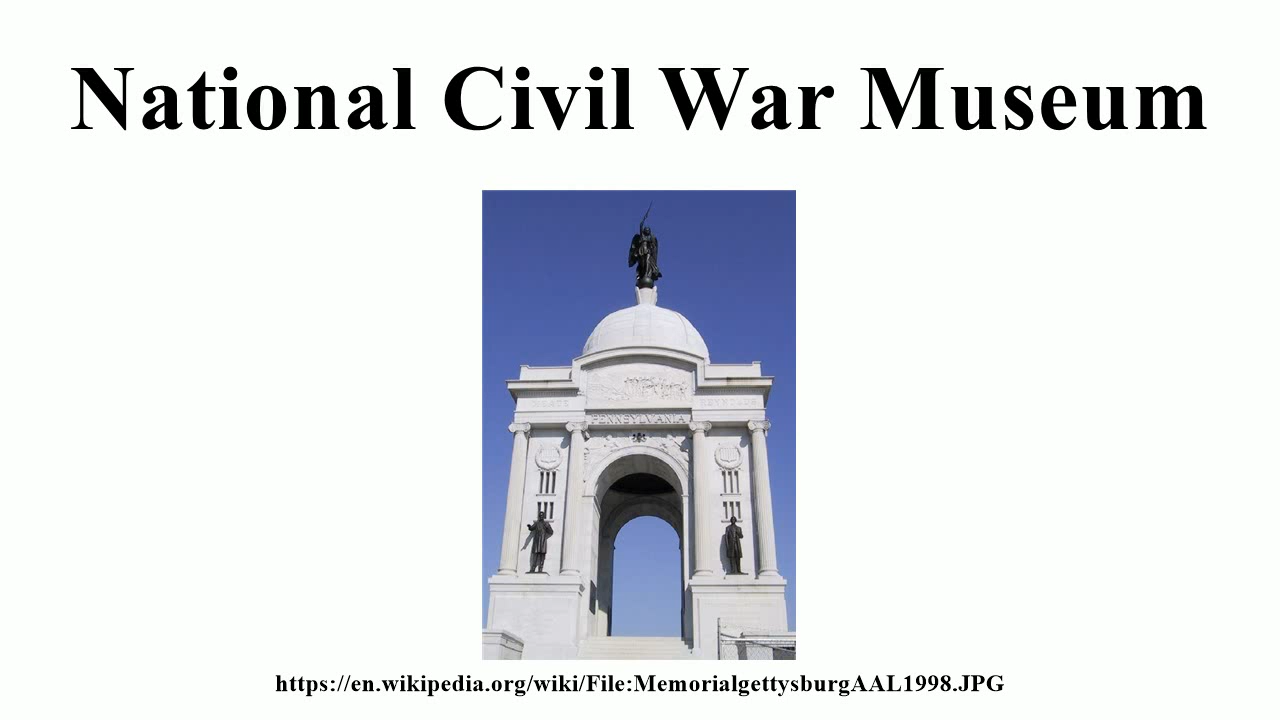 National Civil War Museum
PENNSYLVANIA
https://en.wikipedia.org/wiki/File:MemorialgettysburgAAL1998.JPG